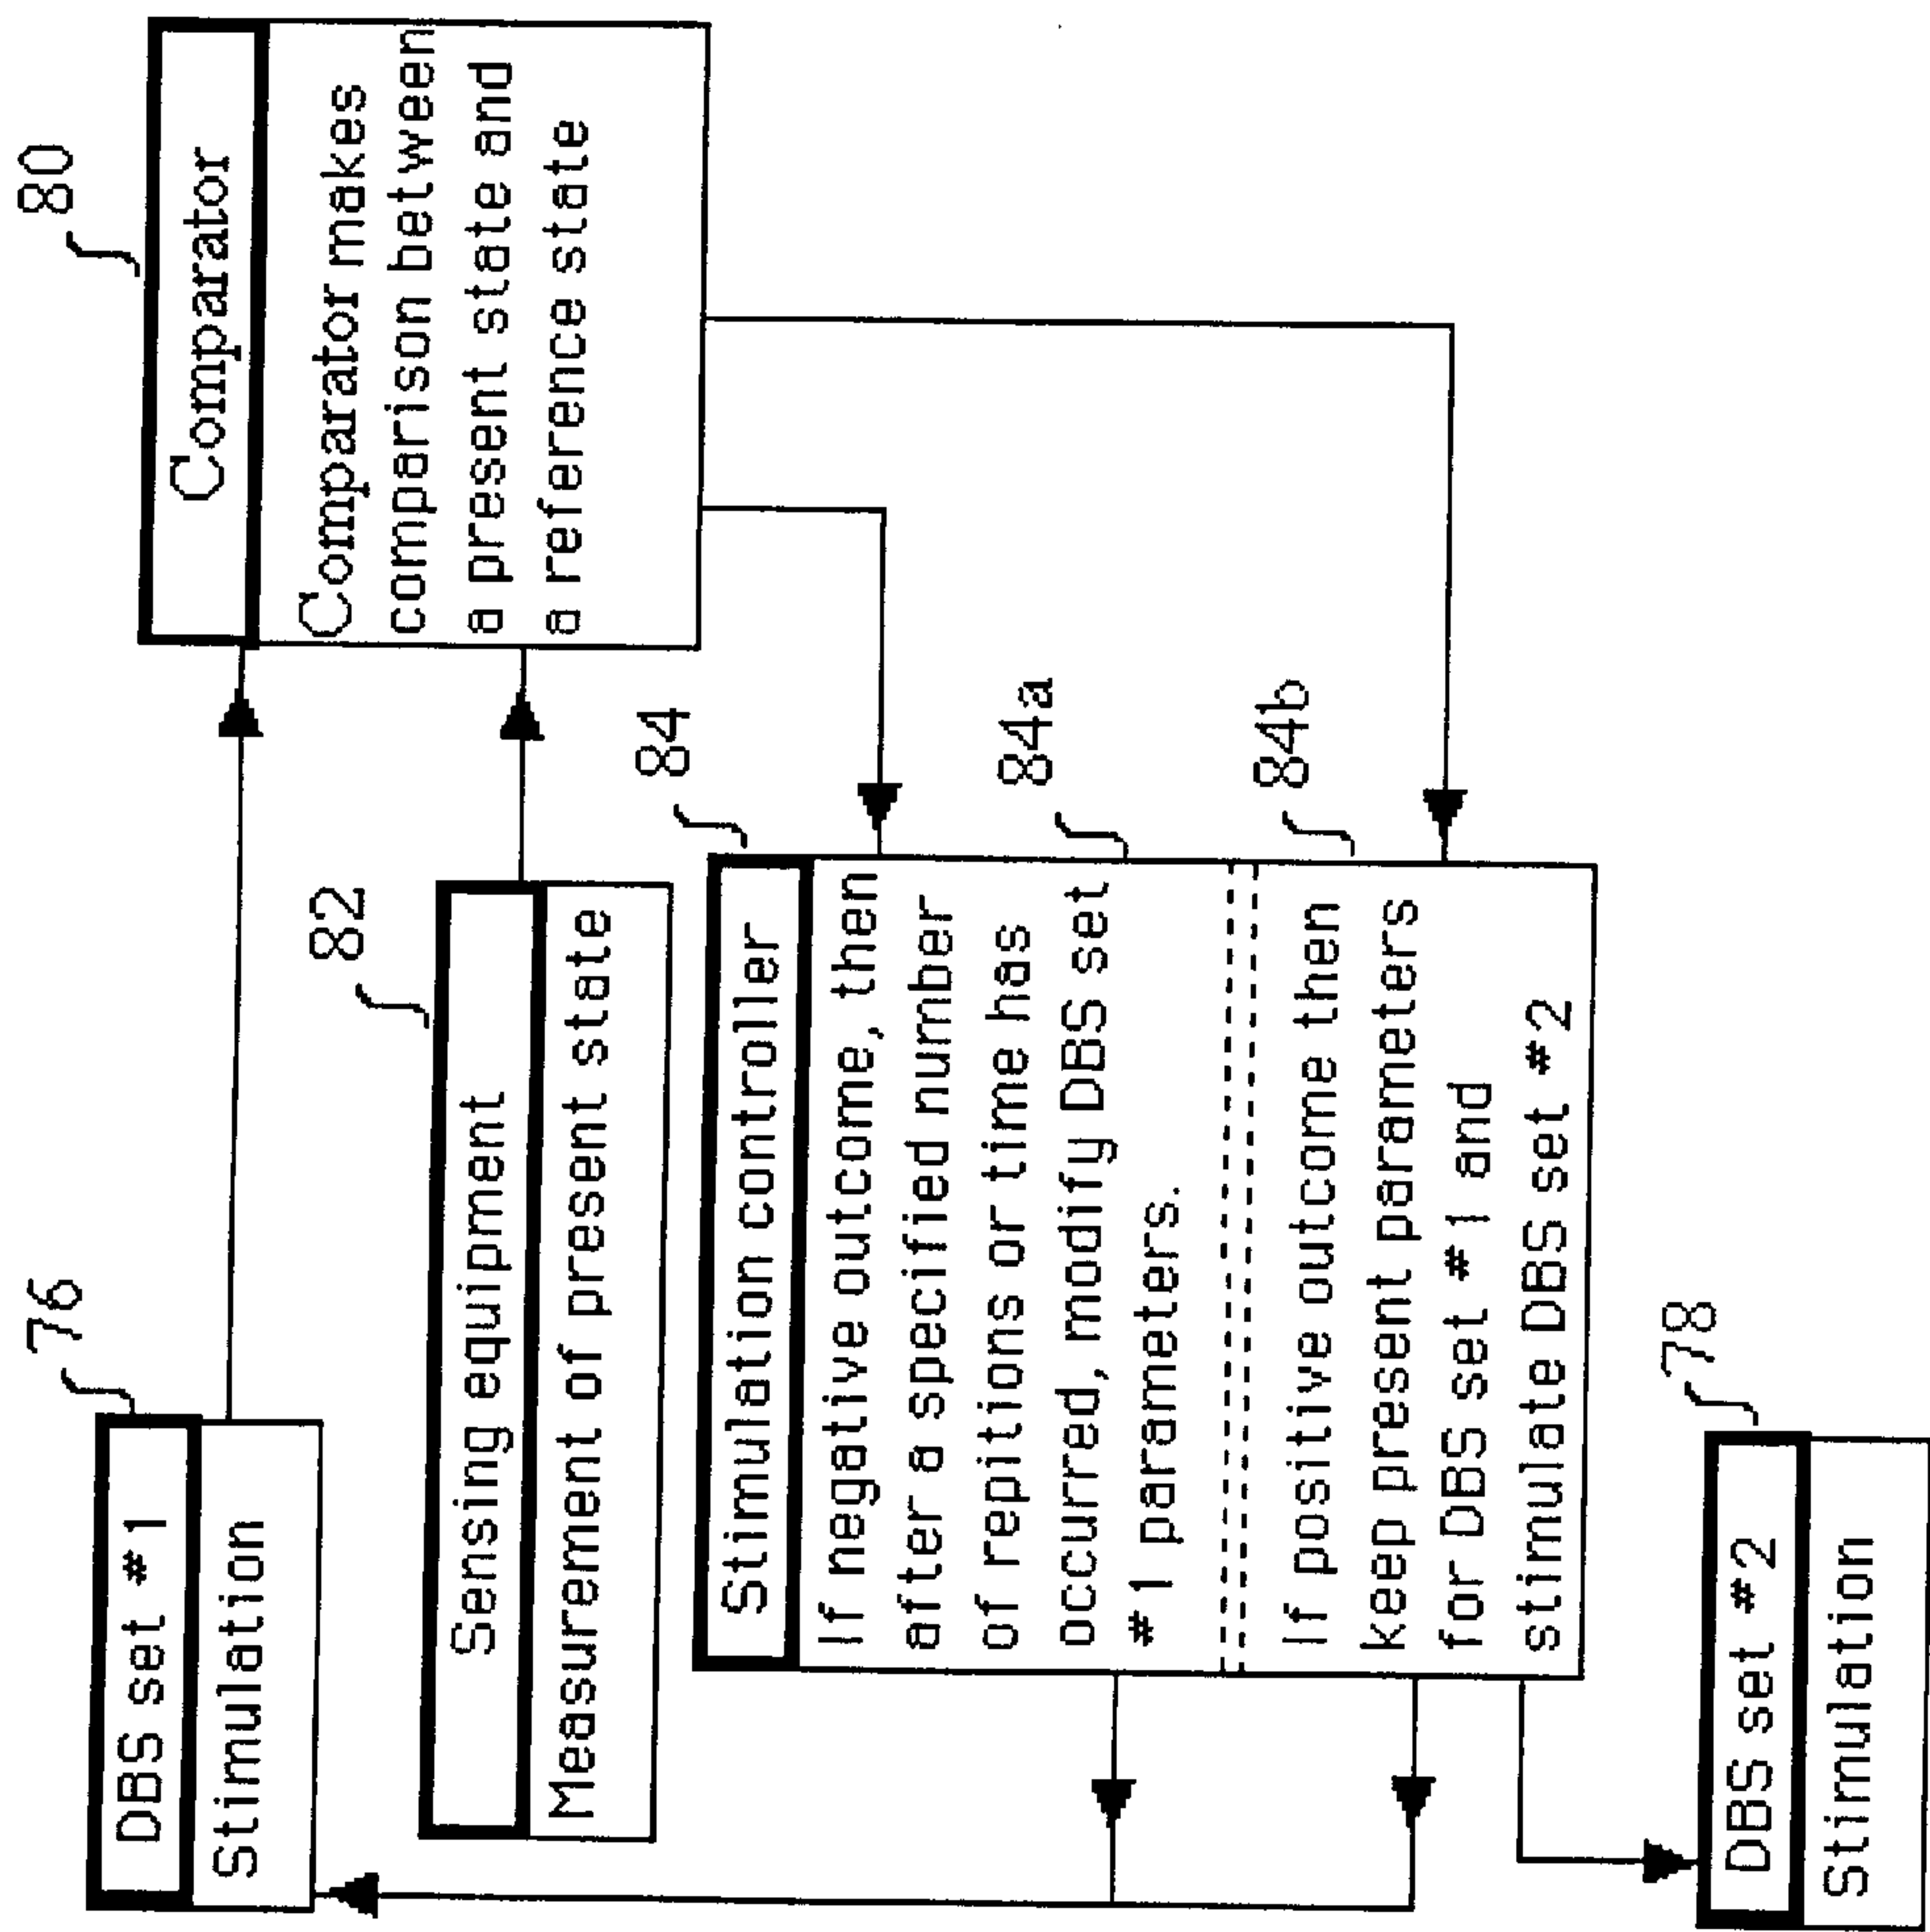 76
DBS set #1
Stimulation
80
Comparator
Comparator makes
comparison between
a present state and
a reference state
82
Sensing equipment
Measurement of present state
84
Stimulation controller
If negative outcome, then
after a specified number
of repitions or time has
occurred, modify DBS set
#1 parameters.
84a
If positive outcome then
keep present parameters
for DBS set #1 and
stimulate DBS set #2
84b
78
DBS set #2
Stimulation